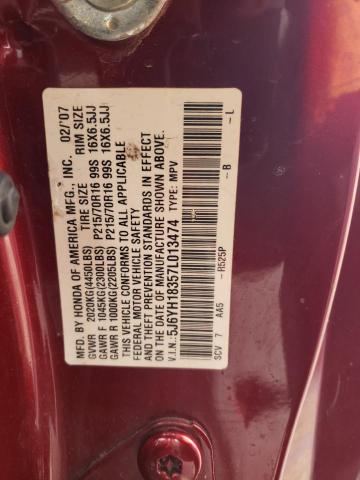 MFD. BY HONDA OF AMERICA MFG., INC. 02/'07
TIRE SIZE RIM SIZE
GVWR 2020KG(4450LBS)
GAWR F 1045KG(2300LBS) P215/70R16 99S 16X6.5JJ
GAWR R 1000KG(2205LBS) P215/70R16 99S 16X6.5JJ
THIS VEHICLE CONFORMS TO ALL APPLICABLE
FEDERAL MOTOR VEHICLE SAFETY
AND THEFT PREVENTION STANDARDS IN EFFECT
ON THE DATE OF MANUFACTURE SHOWN ABOVE.
V.I.N.: 5J6YH18357L013474 TYPE: MPV
SCV 7 AA5 - R525P - B - L